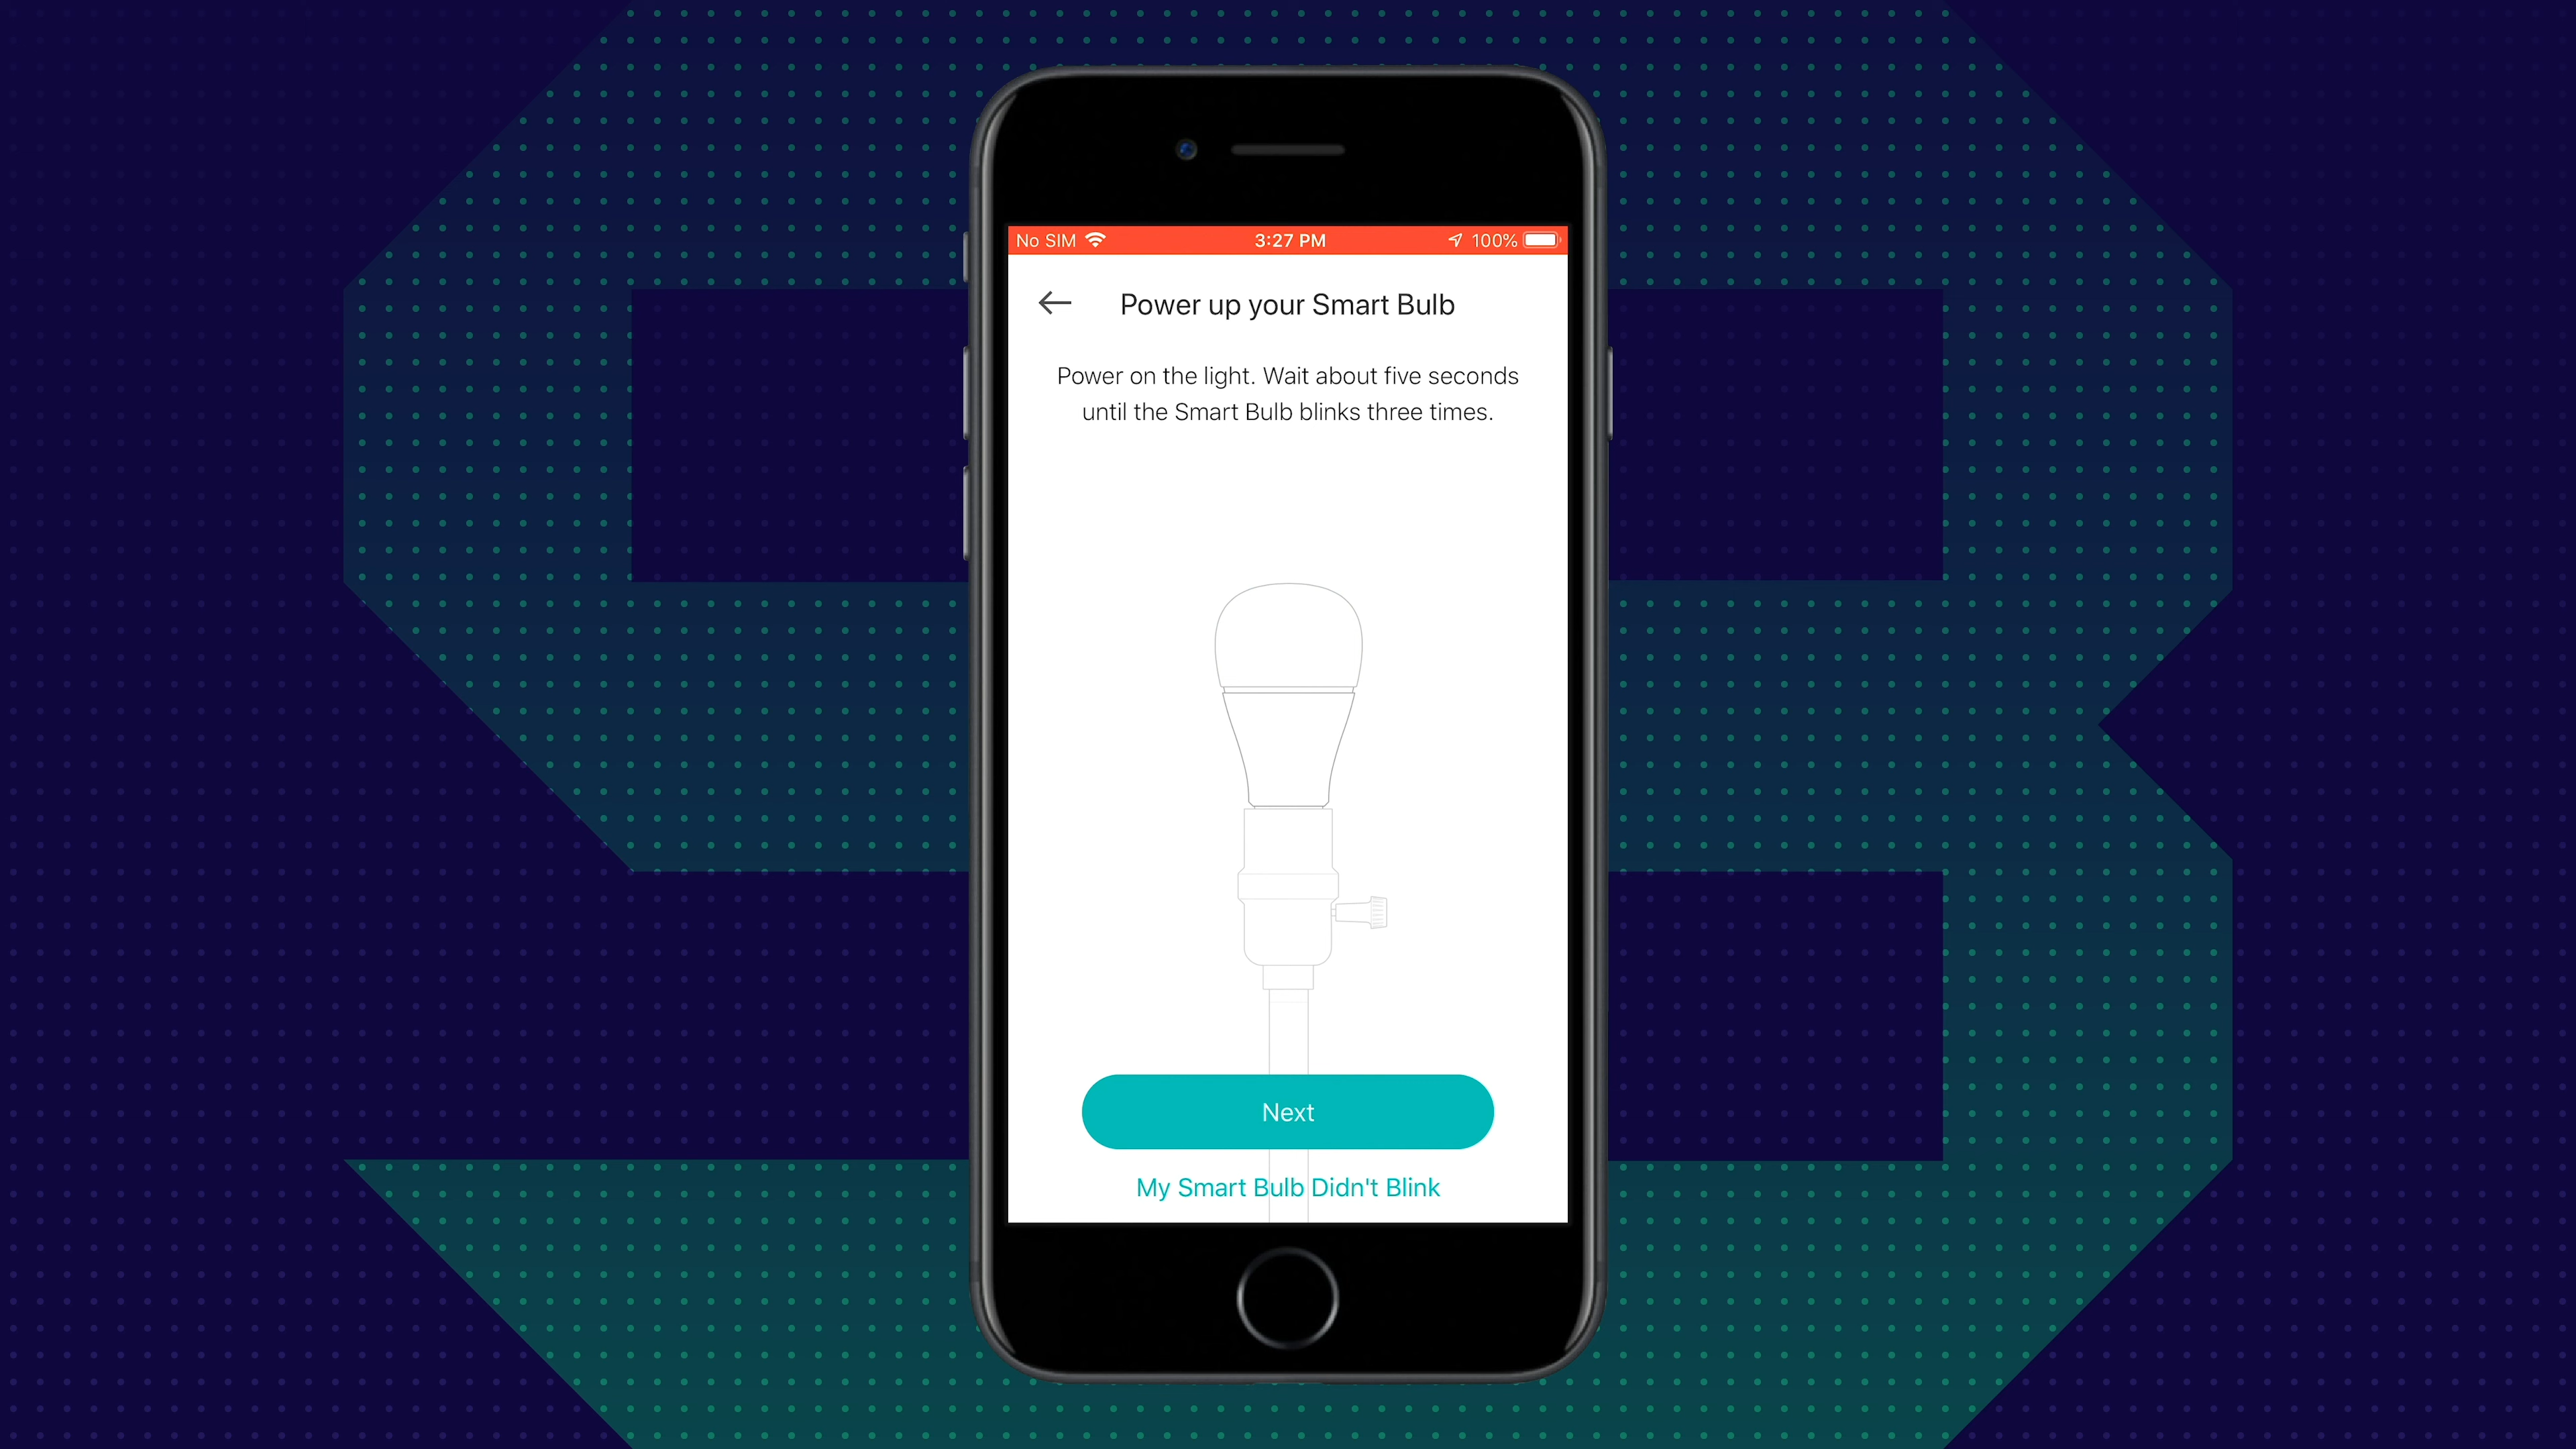 No SIM 3:27 PM 100%
Power up your Smart Bulb
Power on the light. Wait about five seconds
until the Smart Bulb blinks three times.
Next
My Smart Bulb Didn't Blink